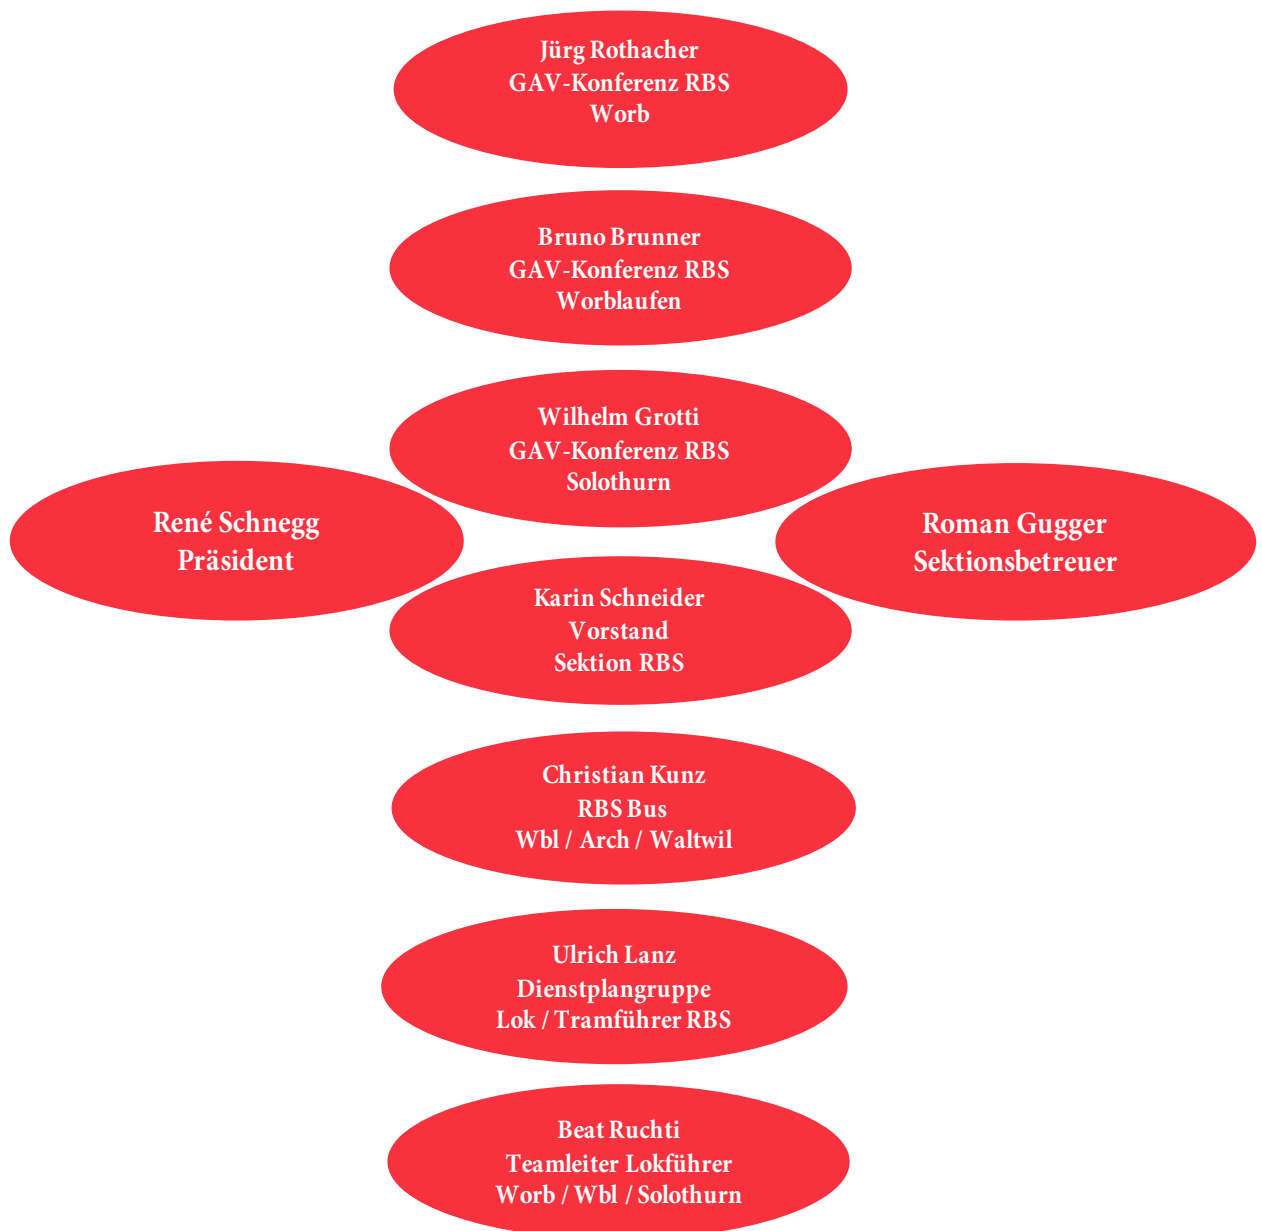 Jürg Rothacher
GAV-Konferenz RBS
Worb
Bruno Brunner
GAV-Konferenz RBS
Worblaufen
Wilhelm Grotti
GAV-Konferenz RBS
Solothurn
René Schnegg
Präsident
Roman Gugger
Sektionsbetreuer
Karin Schneider
Vorstand
Sektion RBS
Christian Kunz
RBS Bus
Wbl / Arch / Waltwil
Ulrich Lanz
Dienstplangruppe
Lok / Tramführer RBS
Beat Ruchti
Teamleiter Lokführer
Worb / Wbl / Solothurn